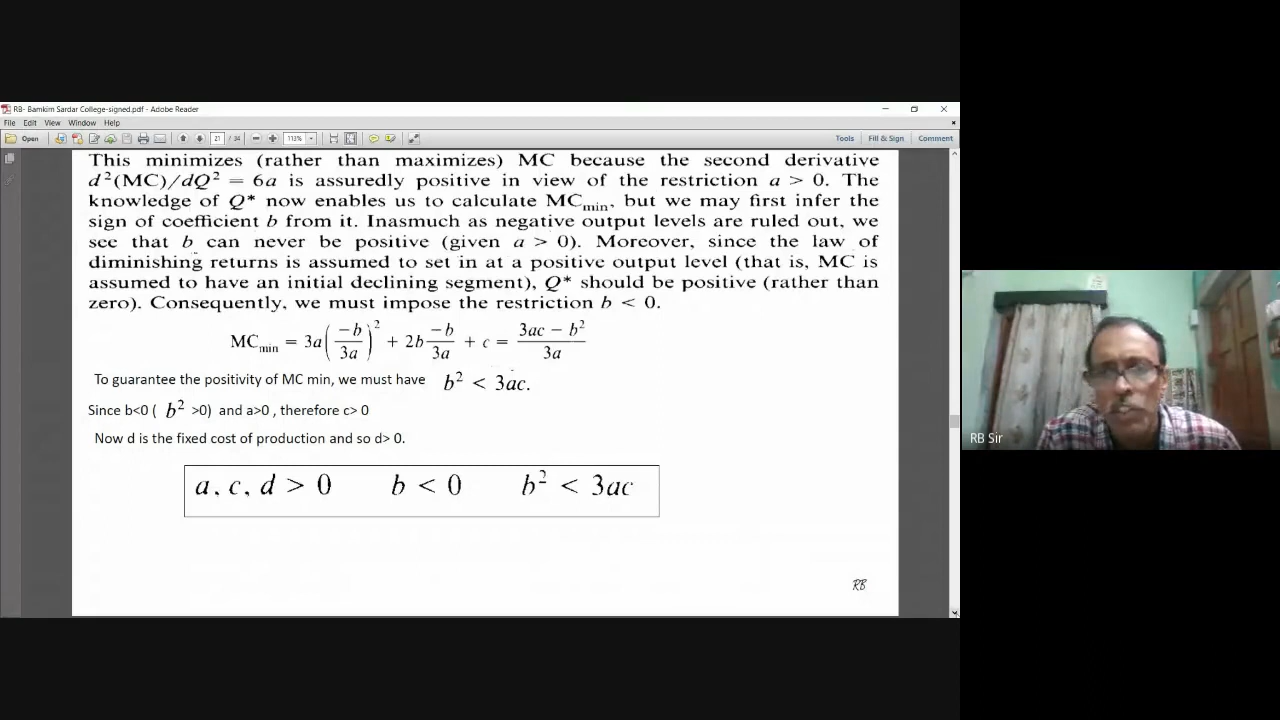 RB- Bamkim Sardar College-signed.pdf - Adobe Reader
File Edit View Window Help
Open 21 / 34 113% Tools Fill & Sign Comment
This minimizes (rather than maximizes) MC because the second derivative
d²(MC)/dQ² = 6a is assuredly positive in view of the restriction a > 0. The
knowledge of Q* now enables us to calculate MCmin, but we may first infer the
sign of coefficient b from it. Inasmuch as negative output levels are ruled out, we
see that b can never be positive (given a > 0). Moreover, since the law of
diminishing returns is assumed to set in at a positive output level (that is, MC is
assumed to have an initial declining segment), Q* should be positive (rather than
zero). Consequently, we must impose the restriction b < 0.
MCmin = 3a(−b/3a)² + 2b −b/3a + c = 3ac − b²/3a
To guarantee the positivity of MC min, we must have b² < 3ac.
Since b<0 ( b² >0) and a>0 , therefore c> 0
Now d is the fixed cost of production and so d> 0.
a, c, d > 0 b < 0 b² < 3ac
RB
RB Sir